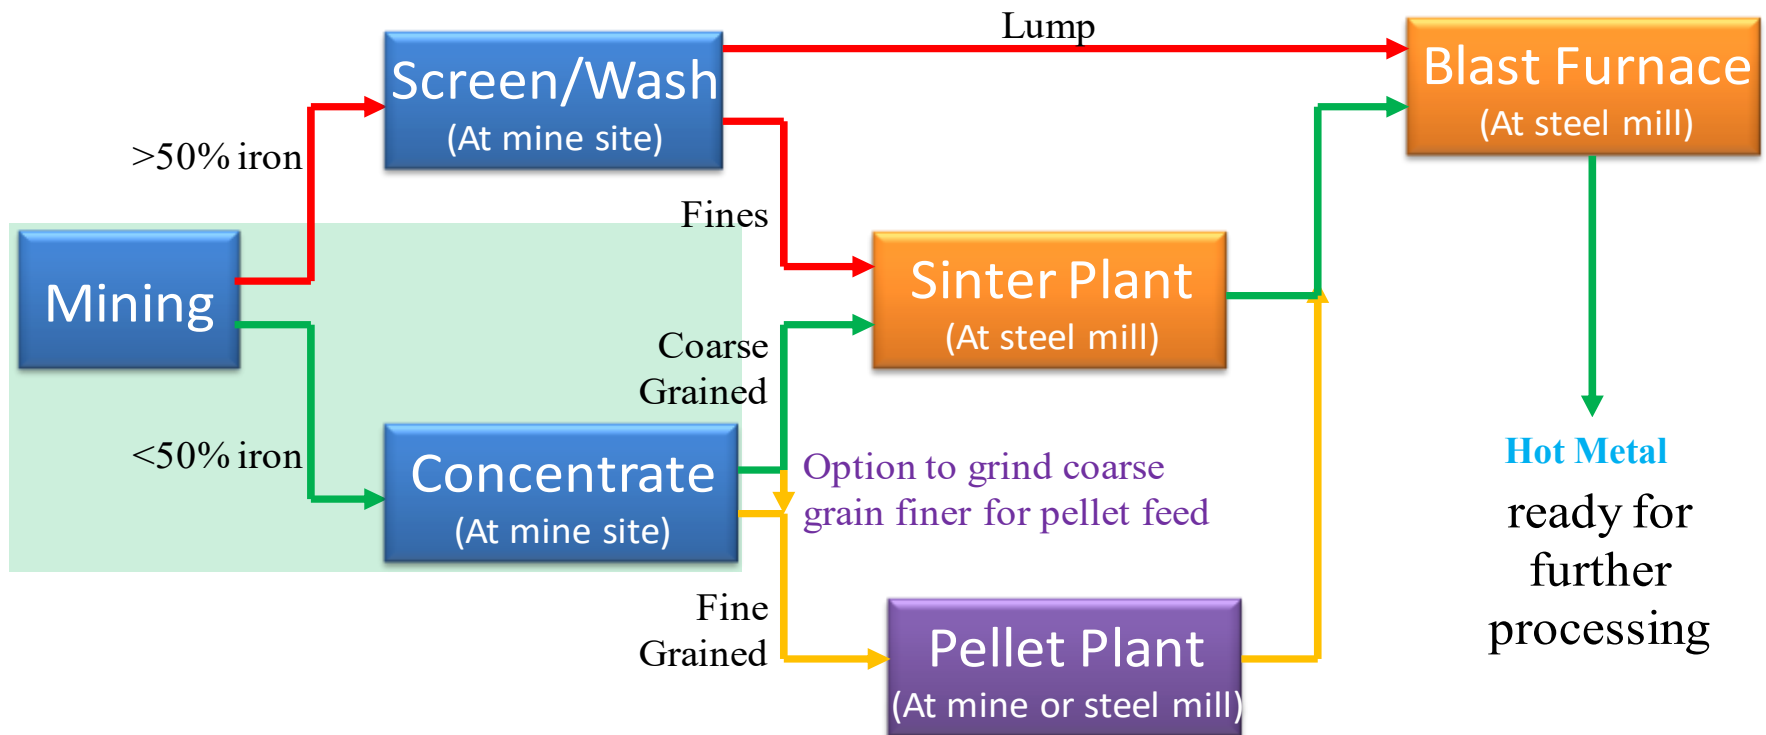 Lump
Screen/Wash
(At mine site)
Blast Furnace
(At steel mill)
>50% iron
Fines
Mining
Sinter Plant
(At steel mill)
Coarse
Grained
<50% iron
Concentrate
(At mine site)
Option to grind coarse
grain finer for pellet feed
Hot Metal
ready for
further
processing
Fine
Grained
Pellet Plant
(At mine or steel mill)